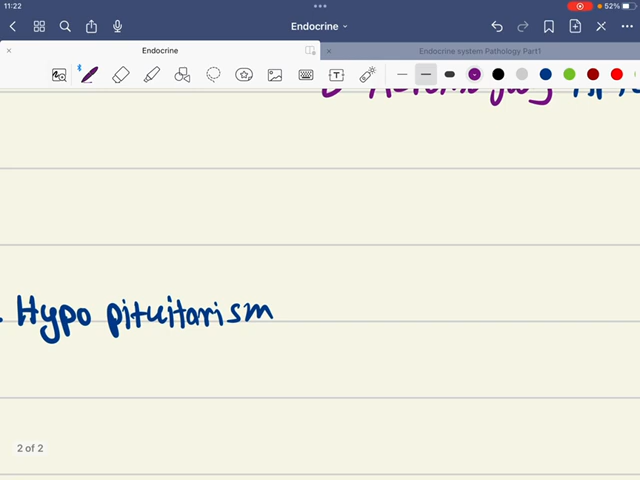 11:22
52%
Endocrine
Endocrine
Endocrine system Pathology Part1
T
Hypo pituitarism
2 of 2